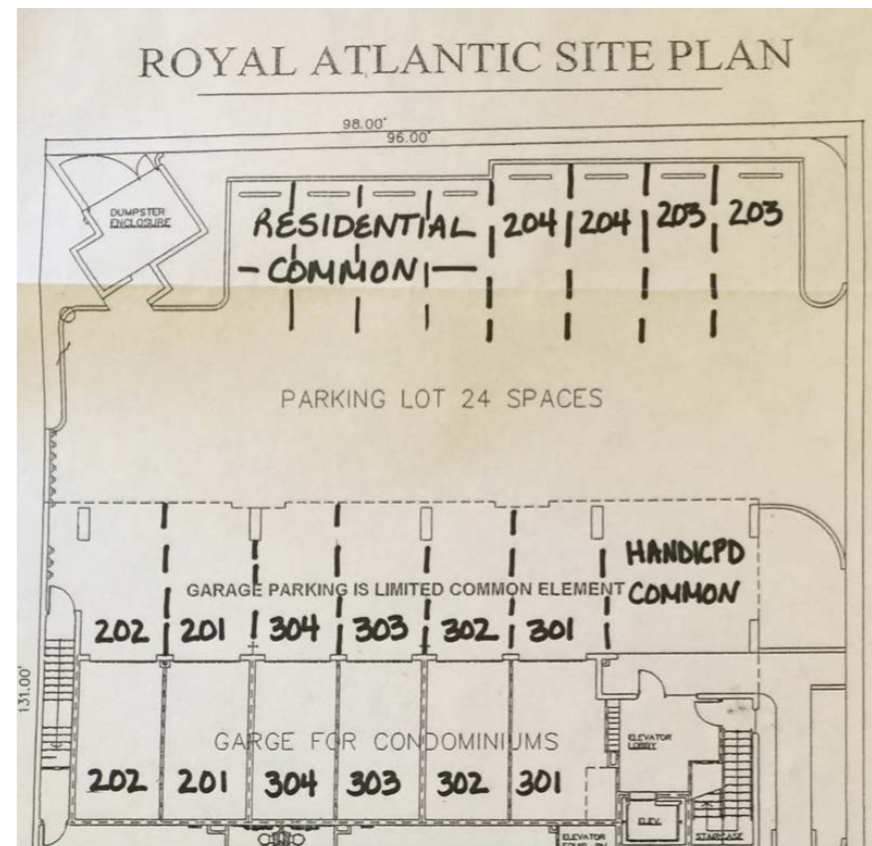 ROYAL ATLANTIC SITE PLAN
98.00'
96.00'
DUMPSTER
ENCLOSURE
RESIDENTIAL
COMMON
204 204 203 203
PARKING LOT 24 SPACES
HANDICPD
COMMON
GARAGE PARKING IS LIMITED COMMON ELEMENT
202 201 304 303 302 301
131.00'
GARGE FOR CONDOMINIUMS
ELEVATOR
LOBBY
202 201 304 303 302 301
ELEV.
STAIRCASE
ELEVATOR